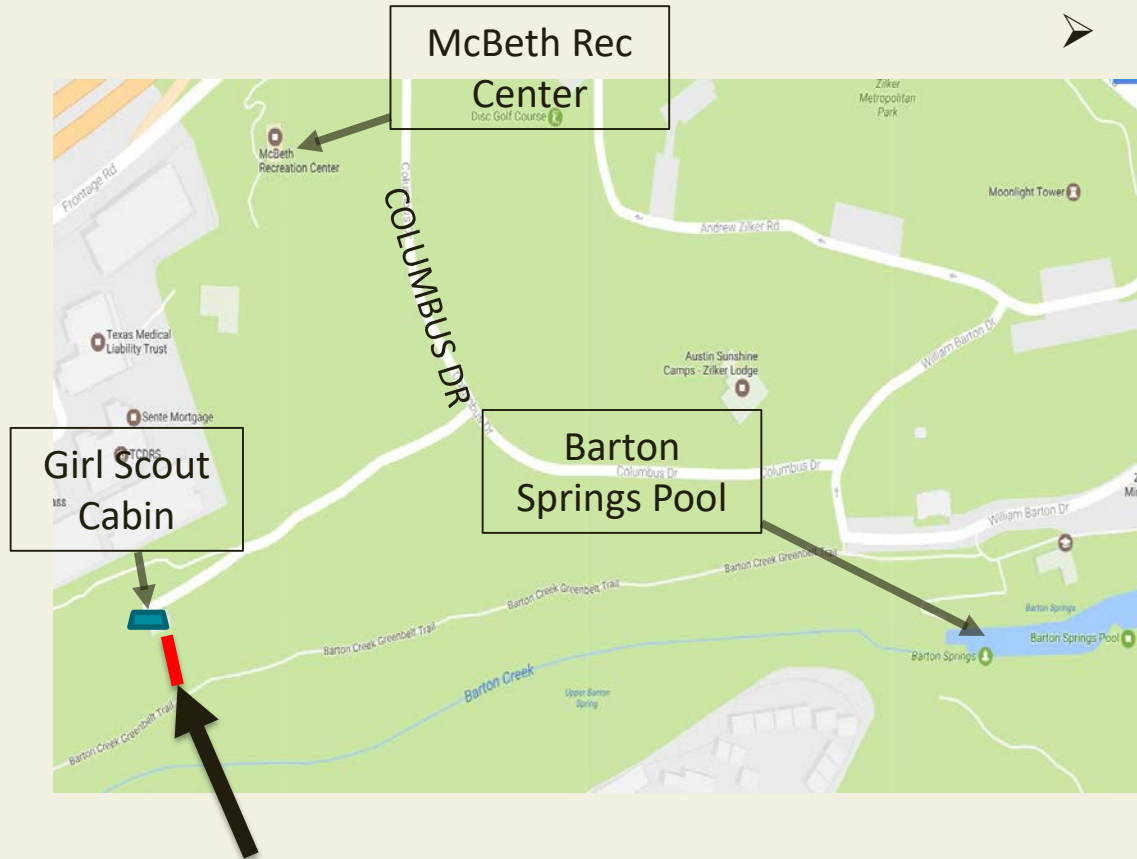 ➢
McBeth Rec
Center
Zilker
Metropolitan
Park
Disc Golf Course
McBeth
Recreation Center
Frontage Rd
Columbus
COLUMBUS DR
Moonlight Tower
Andrew Zilker Rd
William Barton Dr
Texas Medical
Liability Trust
Austin Sunshine
Camps - Zilker Lodge
Sente Mortgage
TCDRS
Girl Scout
Cabin
Barton
Springs Pool
Columbus Dr
Columbus Dr
William Barton Dr
Barton Creek Greenbelt Trail
Barton Creek Greenbelt Trail
Barton Creek Greenbelt Trail
Barton Creek Greenbelt Trail
Barton Springs
Barton Springs Pool
Barton Springs
Barton Creek
Upper Barton
Spring